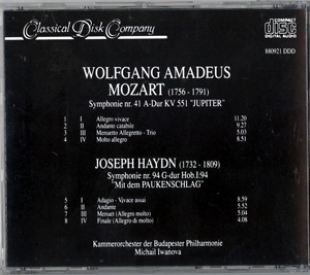 Classical Disk Company
COMPACT
disc
DIGITAL AUDIO
880921 DDD
WOLFGANG AMADEUS
MOZART (1756 - 1791)
Symphonie nr. 41 A-Dur KV 551 "JUPITER"
1 I Allegro vivace 11.20
2 II Andante catabile 9.27
3 III Menuetto Allegretto - Trio 5.03
4 IV Molto allegro 8.51
JOSEPH HAYDN (1732 - 1809)
Symphonie nr. 94 G-dur Hob.I:94
"Mit dem PAUKENSCHLAG"
5 I Adagio - Vivace assai 8.59
6 II Andante 5.52
7 III Menuet (Allegro molto) 5.04
8 IV Finale (Allegro di molto) 4.08
Kammerorchester der Budapester Philharmonie
Michail Iwanova